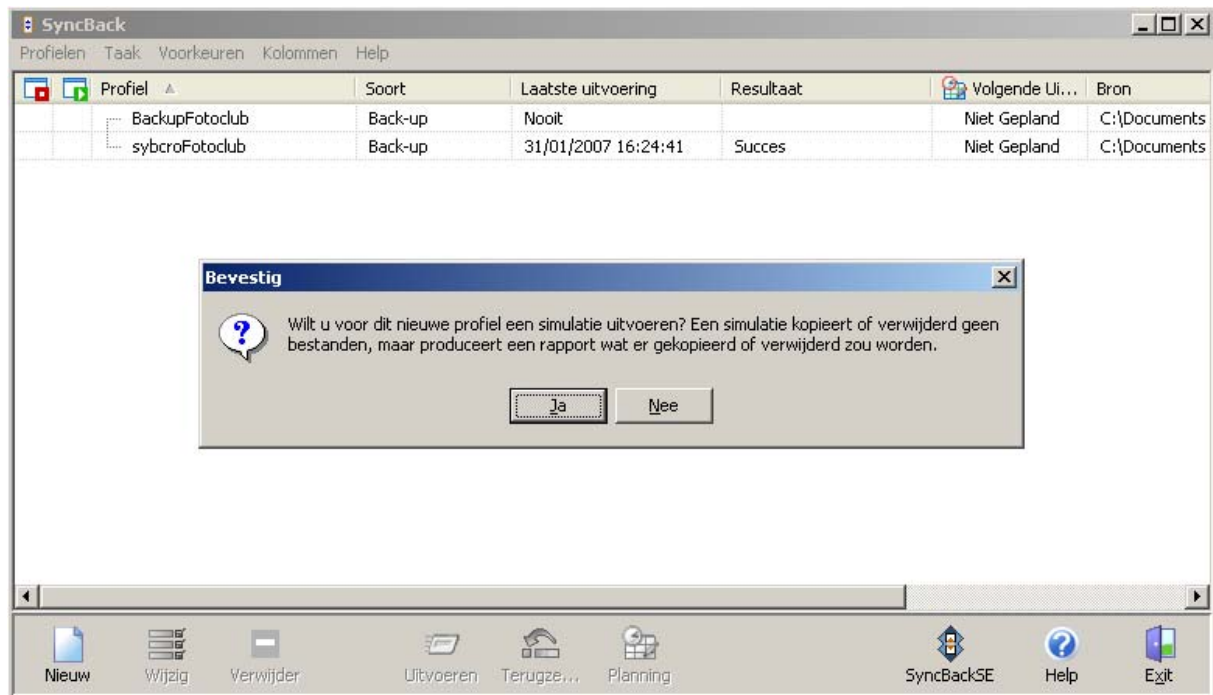 SyncBack
Profielen Taak Voorkeuren Kolommen Help
Profiel Soort Laatste uitvoering Resultaat Volgende Ui... Bron
BackupFotoclub Back-up Nooit Niet Gepland C:\Documents
sybcroFotoclub Back-up 31/01/2007 16:24:41 Succes Niet Gepland C:\Documents
Bevestig
Wilt u voor dit nieuwe profiel een simulatie uitvoeren? Een simulatie kopieert of verwijderd geen
bestanden, maar produceert een rapport wat er gekopieerd of verwijderd zou worden.
Ja Nee
Nieuw Wijzig Verwijder Uitvoeren Terugze... Planning SyncBackSE Help Exit